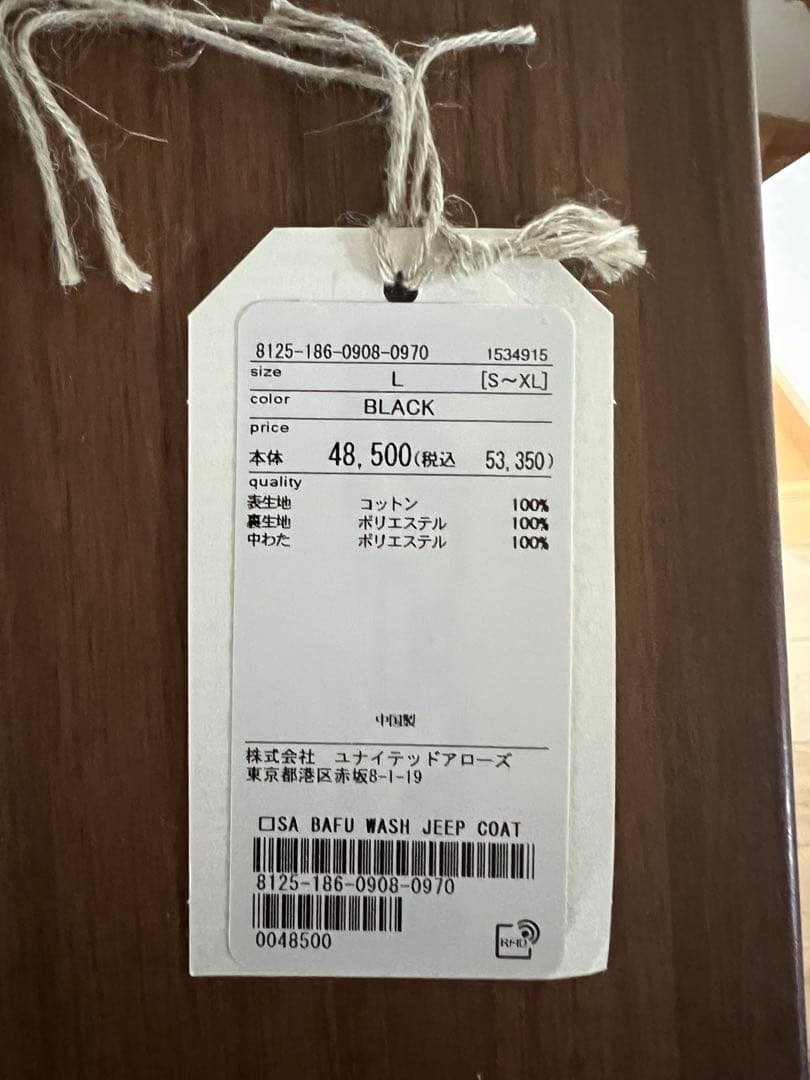 8125-186-0908-0970 1534915
size L [S～XL]
color BLACK
price
本体 48,500(税込 53,350)
quality
表生地 コットン 100%
裏生地 ポリエステル 100%
中わた ポリエステル 100%
中国製
株式会社 ユナイテッドアローズ
東京都港区赤坂8-1-19
□SA BAFU WASH JEEP COAT
8125-186-0908-0970
0048500
RFID